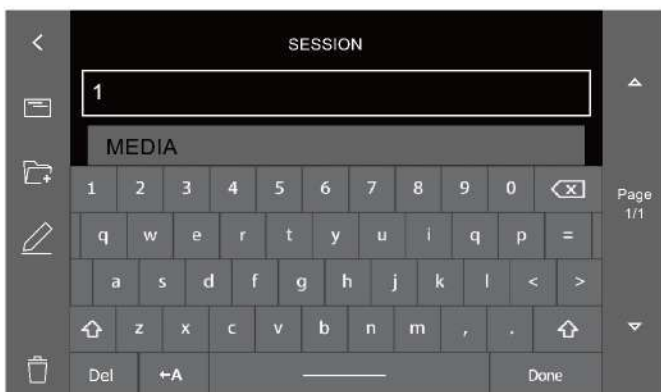 SESSION
1
MEDIA
1 2 3 4 5 6 7 8 9 0
Page
1/1
q w e r t y u i q p =
a s d f g h j k l < >
z x c v b n m , .
Del ←A Done